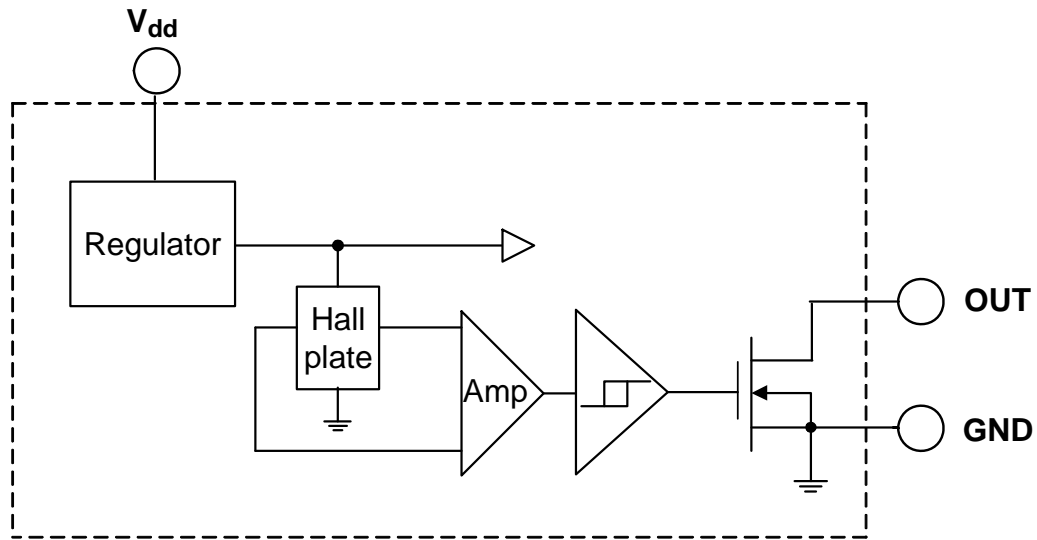 Vdd
Regulator
Hall
plate
Amp
OUT
GND